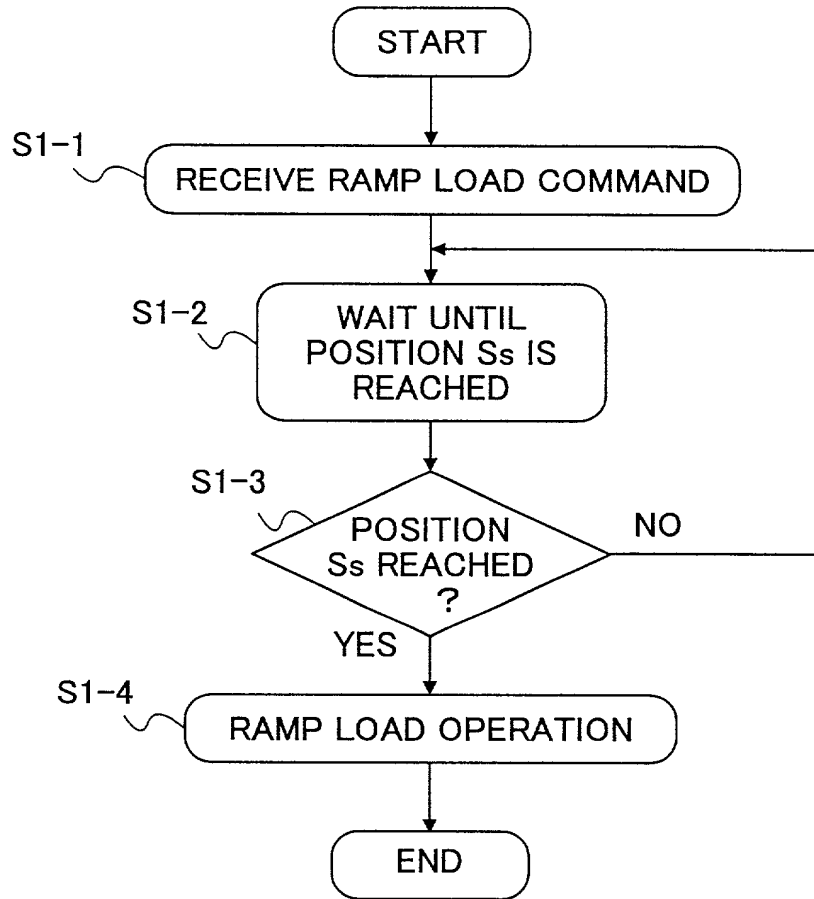 START
S1-1
RECEIVE RAMP LOAD COMMAND
S1-2
WAIT UNTIL
POSITION Ss IS
REACHED
S1-3
POSITION
Ss REACHED
?
NO
YES
S1-4
RAMP LOAD OPERATION
END